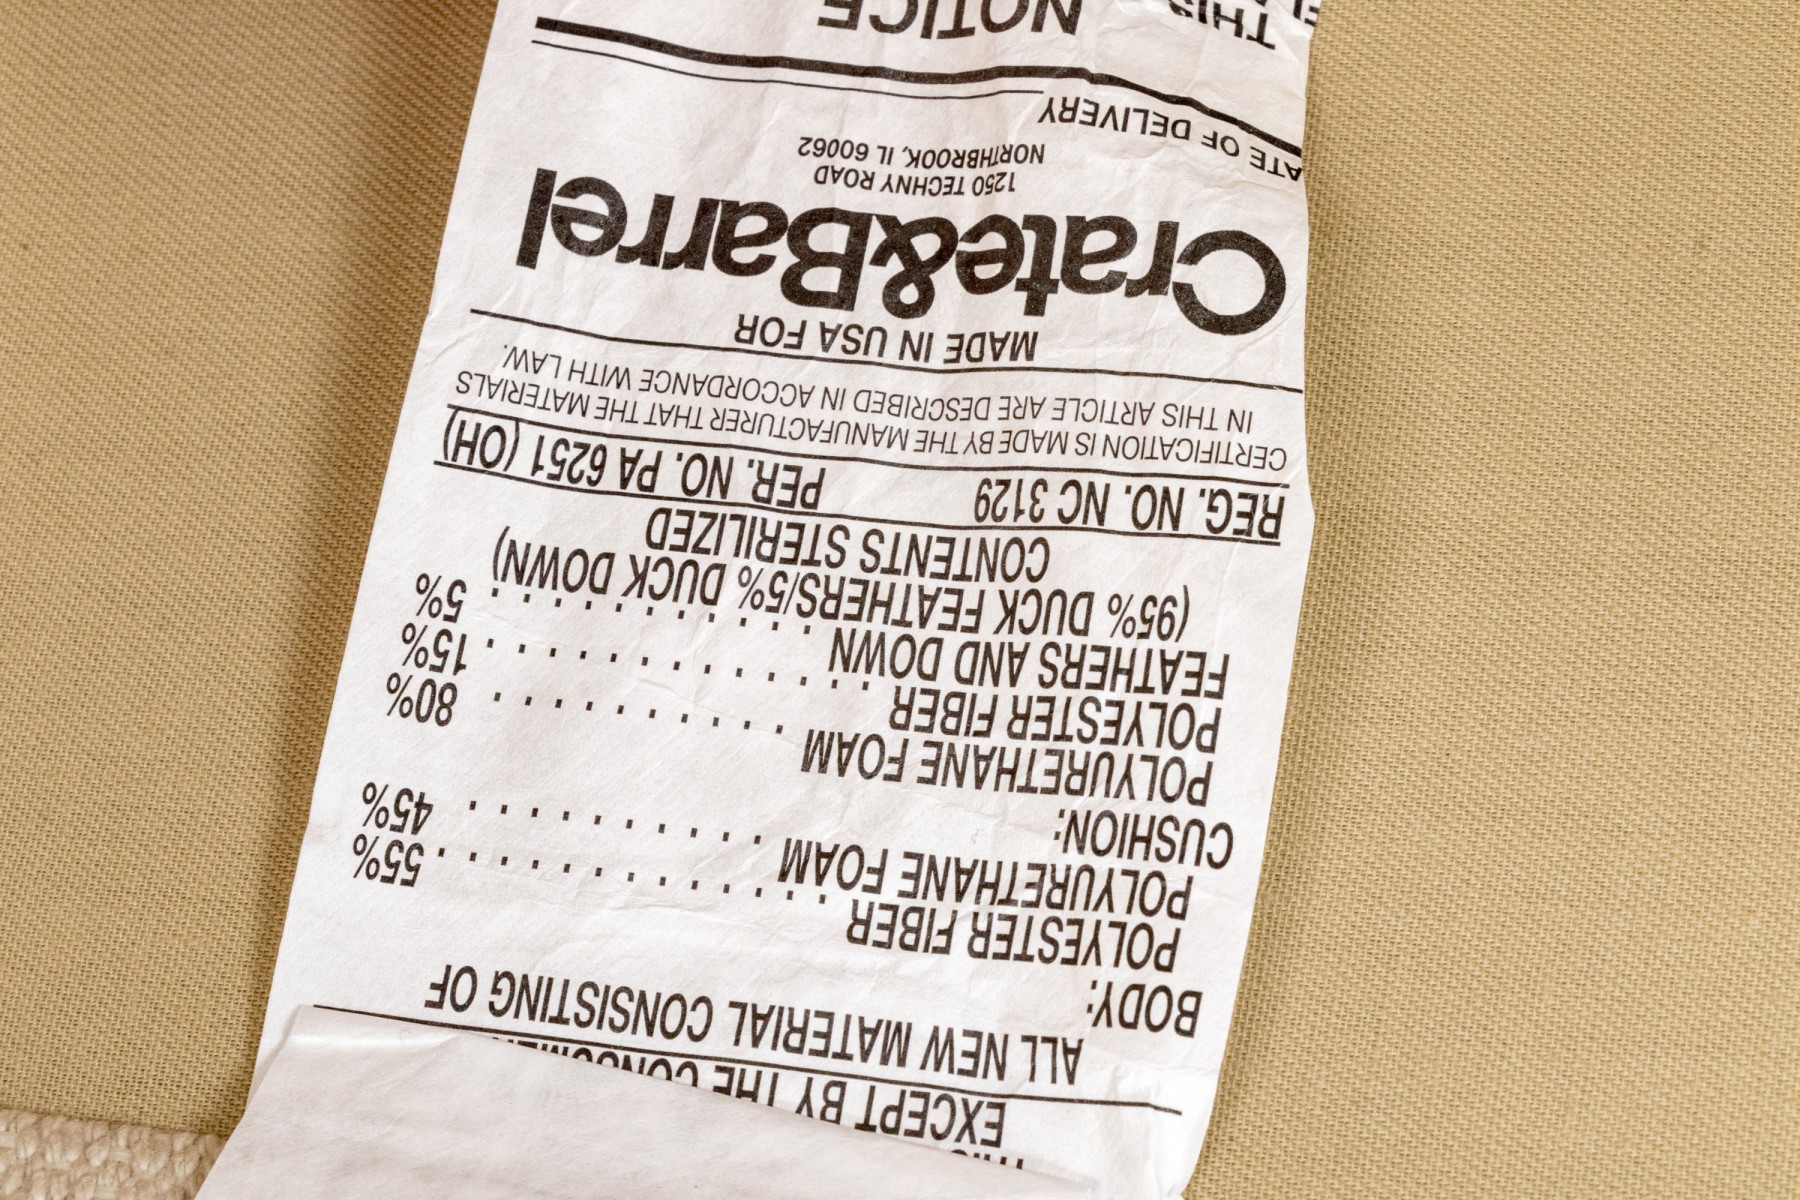 EXCEPT BY THE
ALL NEW MATERIAL CONSISTING OF
BODY:
POLYESTER FIBER . . . . . . . . . . . . . 55%
POLYURETHANE FOAM . . . . . . . . . . 45%
CUSHION:
POLYURETHANE FOAM . . . . . . . . . . 80%
POLYESTER FIBER . . . . . . . . . . . . . 15%
FEATHERS AND DOWN . . . . . . . . . . . 5%
(95% DUCK FEATHERS/5% DUCK DOWN)
CONTENTS STERILIZED
REG. NO. NC 3129 PER. NO. PA 6251 (OH)
CERTIFICATION IS MADE BY THE MANUFACTURER THAT THE MATERIALS
IN THIS ARTICLE ARE DESCRIBED IN ACCORDANCE WITH LAW.
MADE IN USA FOR
Crate&Barrel
1250 TECHNY ROAD
NORTHBROOK, IL 60062
ATE OF DELIVERY
NOTICE
THIS